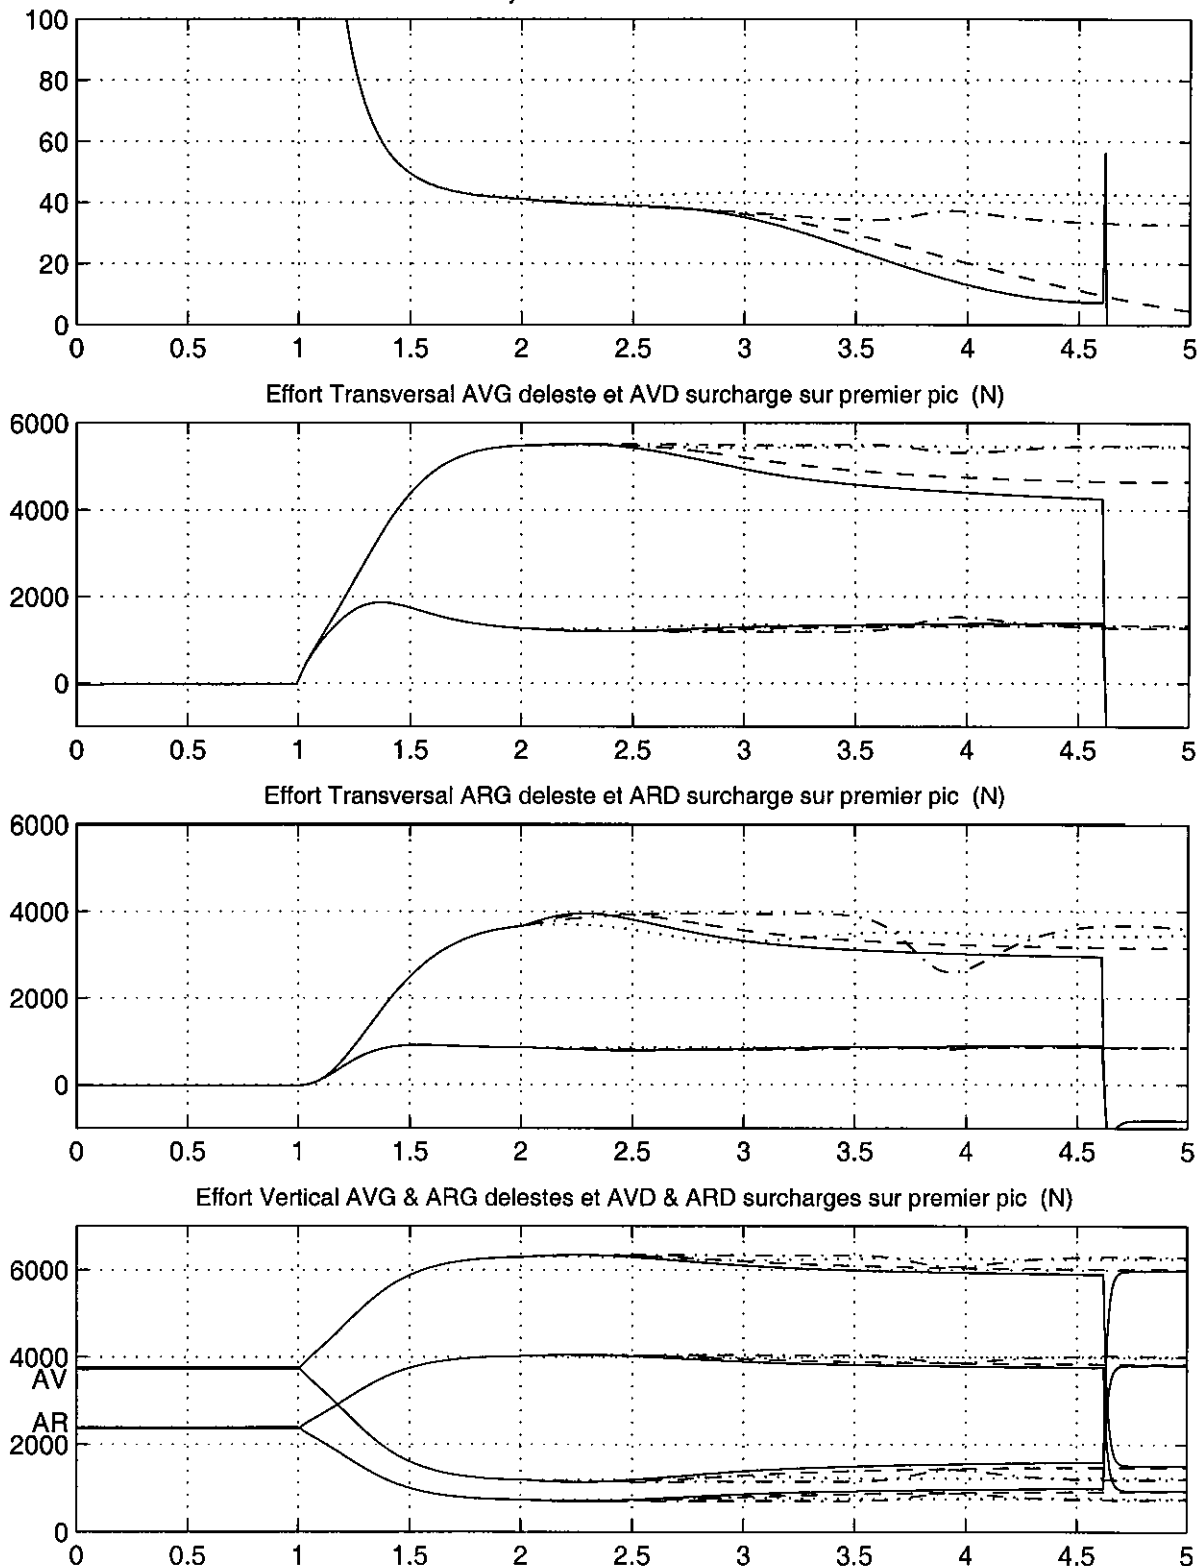 100
80
60
40
20
0
0 0.5 1 1.5 2 2.5 3 3.5 4 4.5 5
Effort Transversal AVG deleste et AVD surcharge sur premier pic (N)
6000
4000
2000
0
0 0.5 1 1.5 2 2.5 3 3.5 4 4.5 5
Effort Transversal ARG deleste et ARD surcharge sur premier pic (N)
6000
4000
2000
0
0 0.5 1 1.5 2 2.5 3 3.5 4 4.5 5
Effort Vertical AVG & ARG delestes et AVD & ARD surcharges sur premier pic (N)
6000
4000
AV
AR
2000
0
0 0.5 1 1.5 2 2.5 3 3.5 4 4.5 5